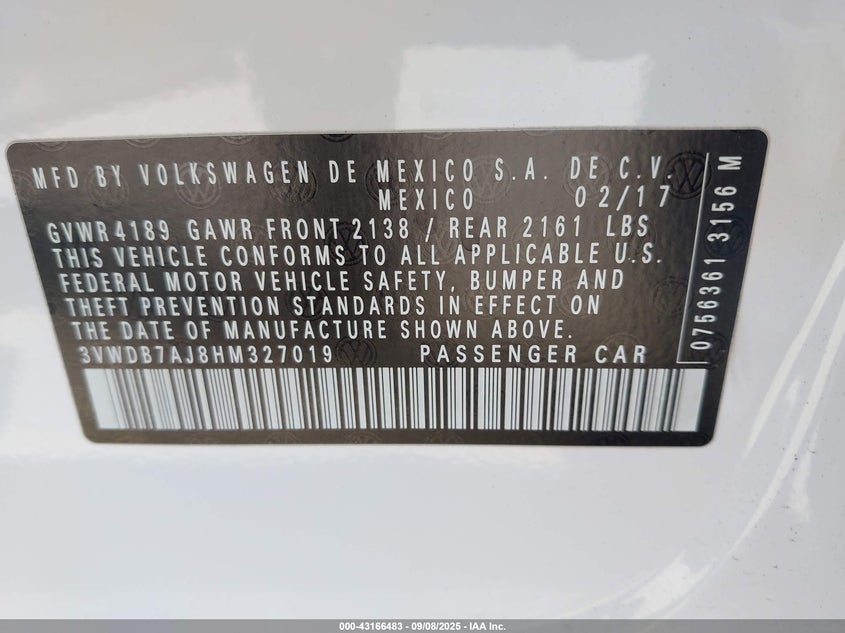 MFD BY VOLKSWAGEN DE MEXICO S.A. DE C.V.
MEXICO 02/17
GVWR4189 GAWR FRONT 2138 / REAR 2161 LBS
THIS VEHICLE CONFORMS TO ALL APPLICABLE U.S.
FEDERAL MOTOR VEHICLE SAFETY, BUMPER AND
THEFT PREVENTION STANDARDS IN EFFECT ON
THE DATE OF MANUFACTURE SHOWN ABOVE.
3VWDB7AJ8HM327019 PASSENGER CAR
0756361 3156 M
000-43166483 - 09/08/2025 - IAA Inc.